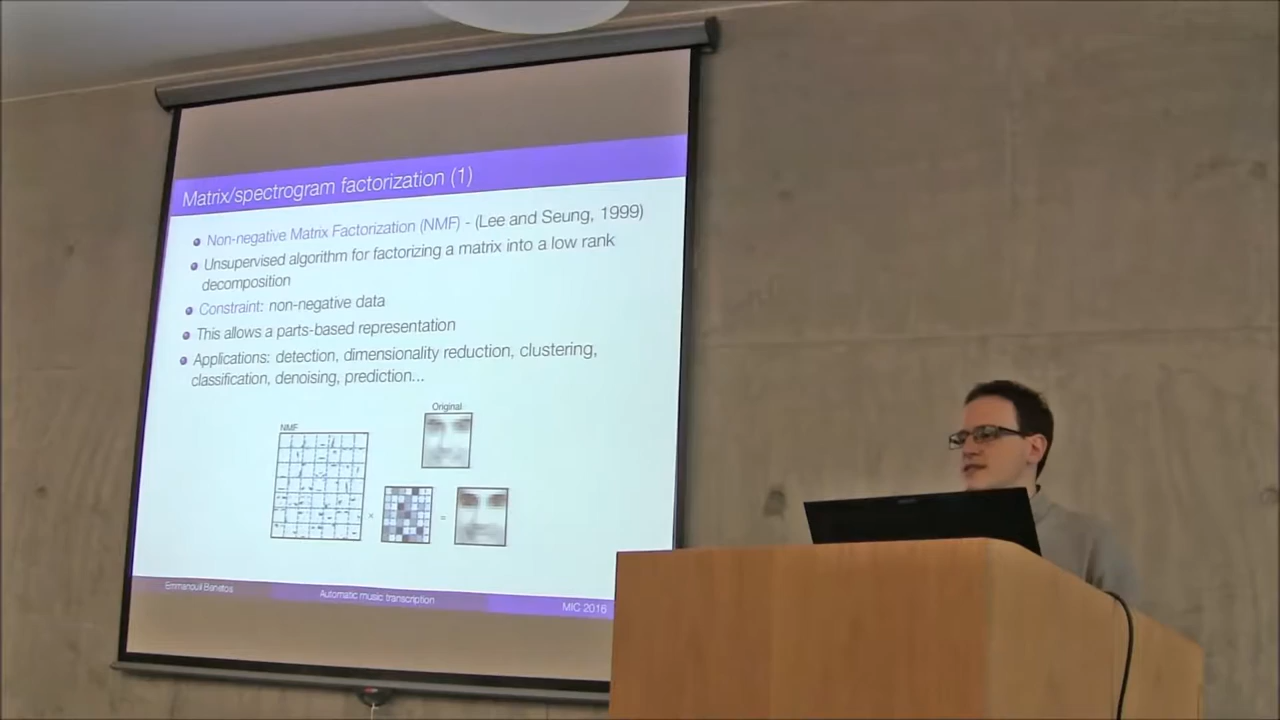 Matrix/spectrogram factorization (1)
Non-negative Matrix Factorization (NMF) - (Lee and Seung, 1999)
Unsupervised algorithm for factorizing a matrix into a low rank
decomposition
Constraint: non-negative data
This allows a parts-based representation
Applications: detection, dimensionality reduction, clustering,
classification, denoising, prediction...
Original
NMF
×
=
Emmanouil Benetos
Automatic music transcription
MIC 2016